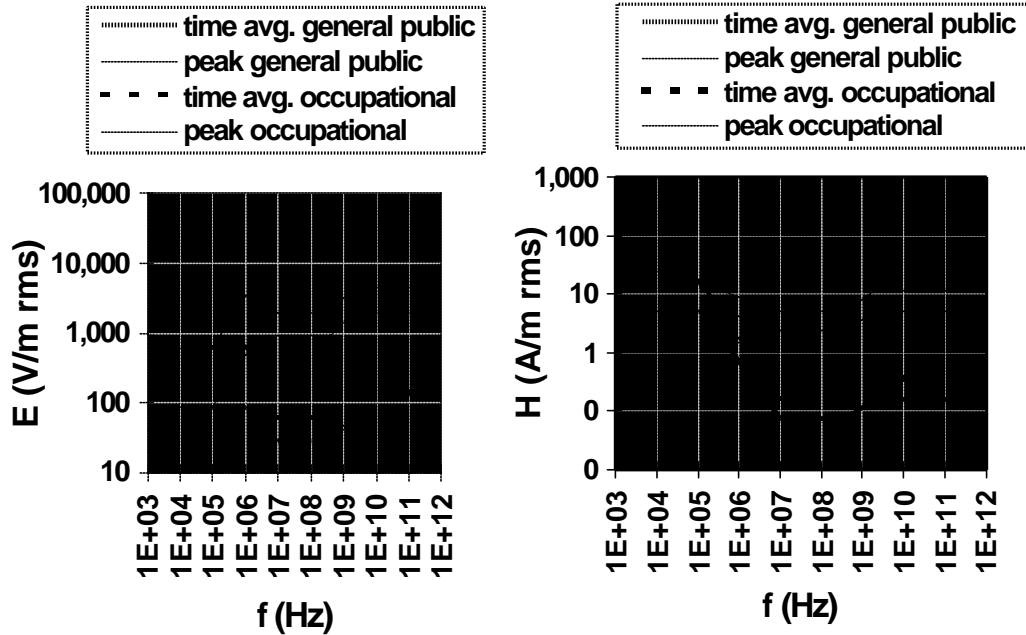 time avg. general public
peak general public
time avg. occupational
peak occupational
E (V/m rms)
100,000
10,000
1,000
100
10
1E+03
1E+04
1E+05
1E+06
1E+07
1E+08
1E+09
1E+10
1E+11
1E+12
f (Hz)
time avg. general public
peak general public
time avg. occupational
peak occupational
H (A/m rms)
1,000
100
10
1
0
0
1E+03
1E+04
1E+05
1E+06
1E+07
1E+08
1E+09
1E+10
1E+11
1E+12
f (Hz)